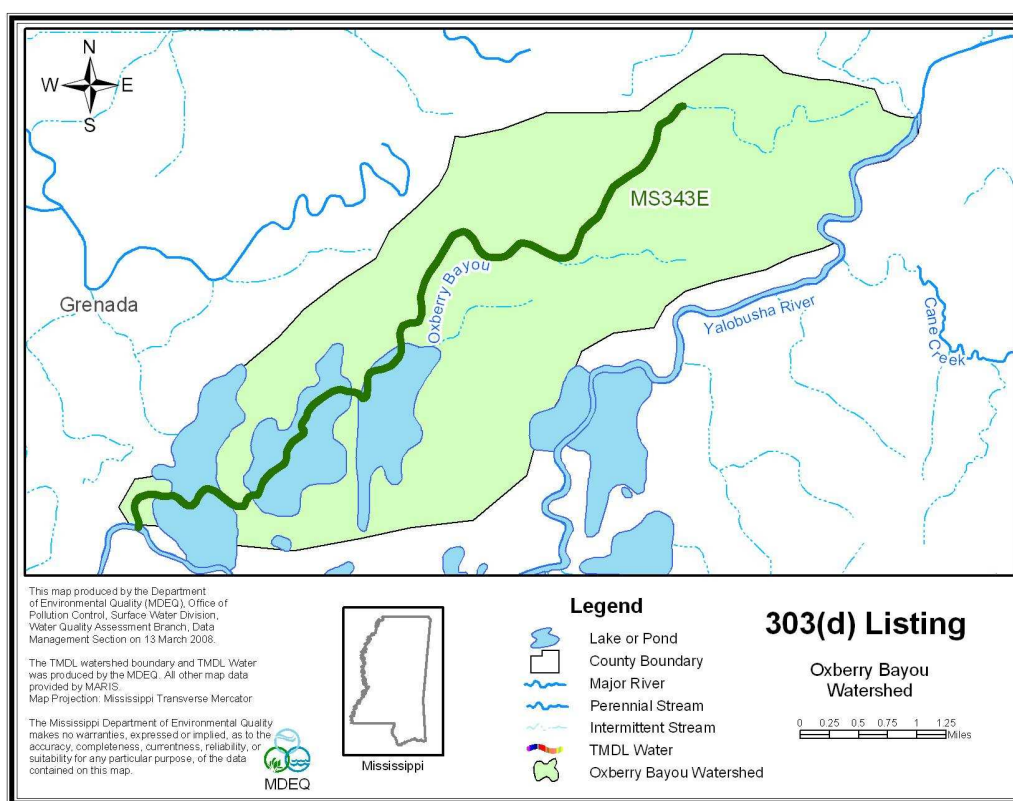 N
W E
S
MS343E
Oxberry Bayou
Grenada
Yalobusha River
Cane Creek
This map produced by the Department
of Environmental Quality (MDEQ), Office of
Pollution Control, Surface Water Division,
Water Quality Assessment Branch, Data
Management Section on 13 March 2008.
The TMDL watershed boundary and TMDL Water
was produced by the MDEQ. All other map data
provided by MARIS.
Map Projection: Mississippi Transverse Mercator
The Mississippi Department of Environmental Quality
makes no warranties, expressed or implied, as to the
accuracy, completeness, currentness, reliability, or
suitability for any particular purpose, of the data
contained on this map.
MDEQ
Mississippi
Legend
Lake or Pond
County Boundary
Major River
Perennial Stream
Intermittent Stream
TMDL Water
Oxberry Bayou Watershed
303(d) Listing
Oxberry Bayou
Watershed
0 0.25 0.5 0.75 1 1.25
Miles